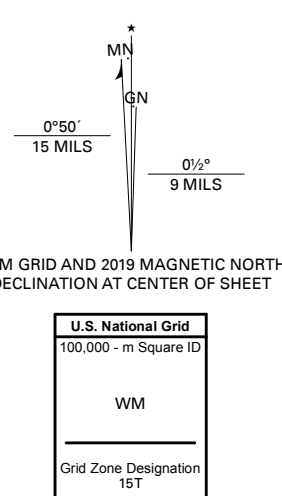 ★
MN
GN
0°50´
15 MILS
0½°
9 MILS
M GRID AND 2019 MAGNETIC NORTH
DECLINATION AT CENTER OF SHEET
U.S. National Grid
100,000 - m Square ID
WM
Grid Zone Designation
15T